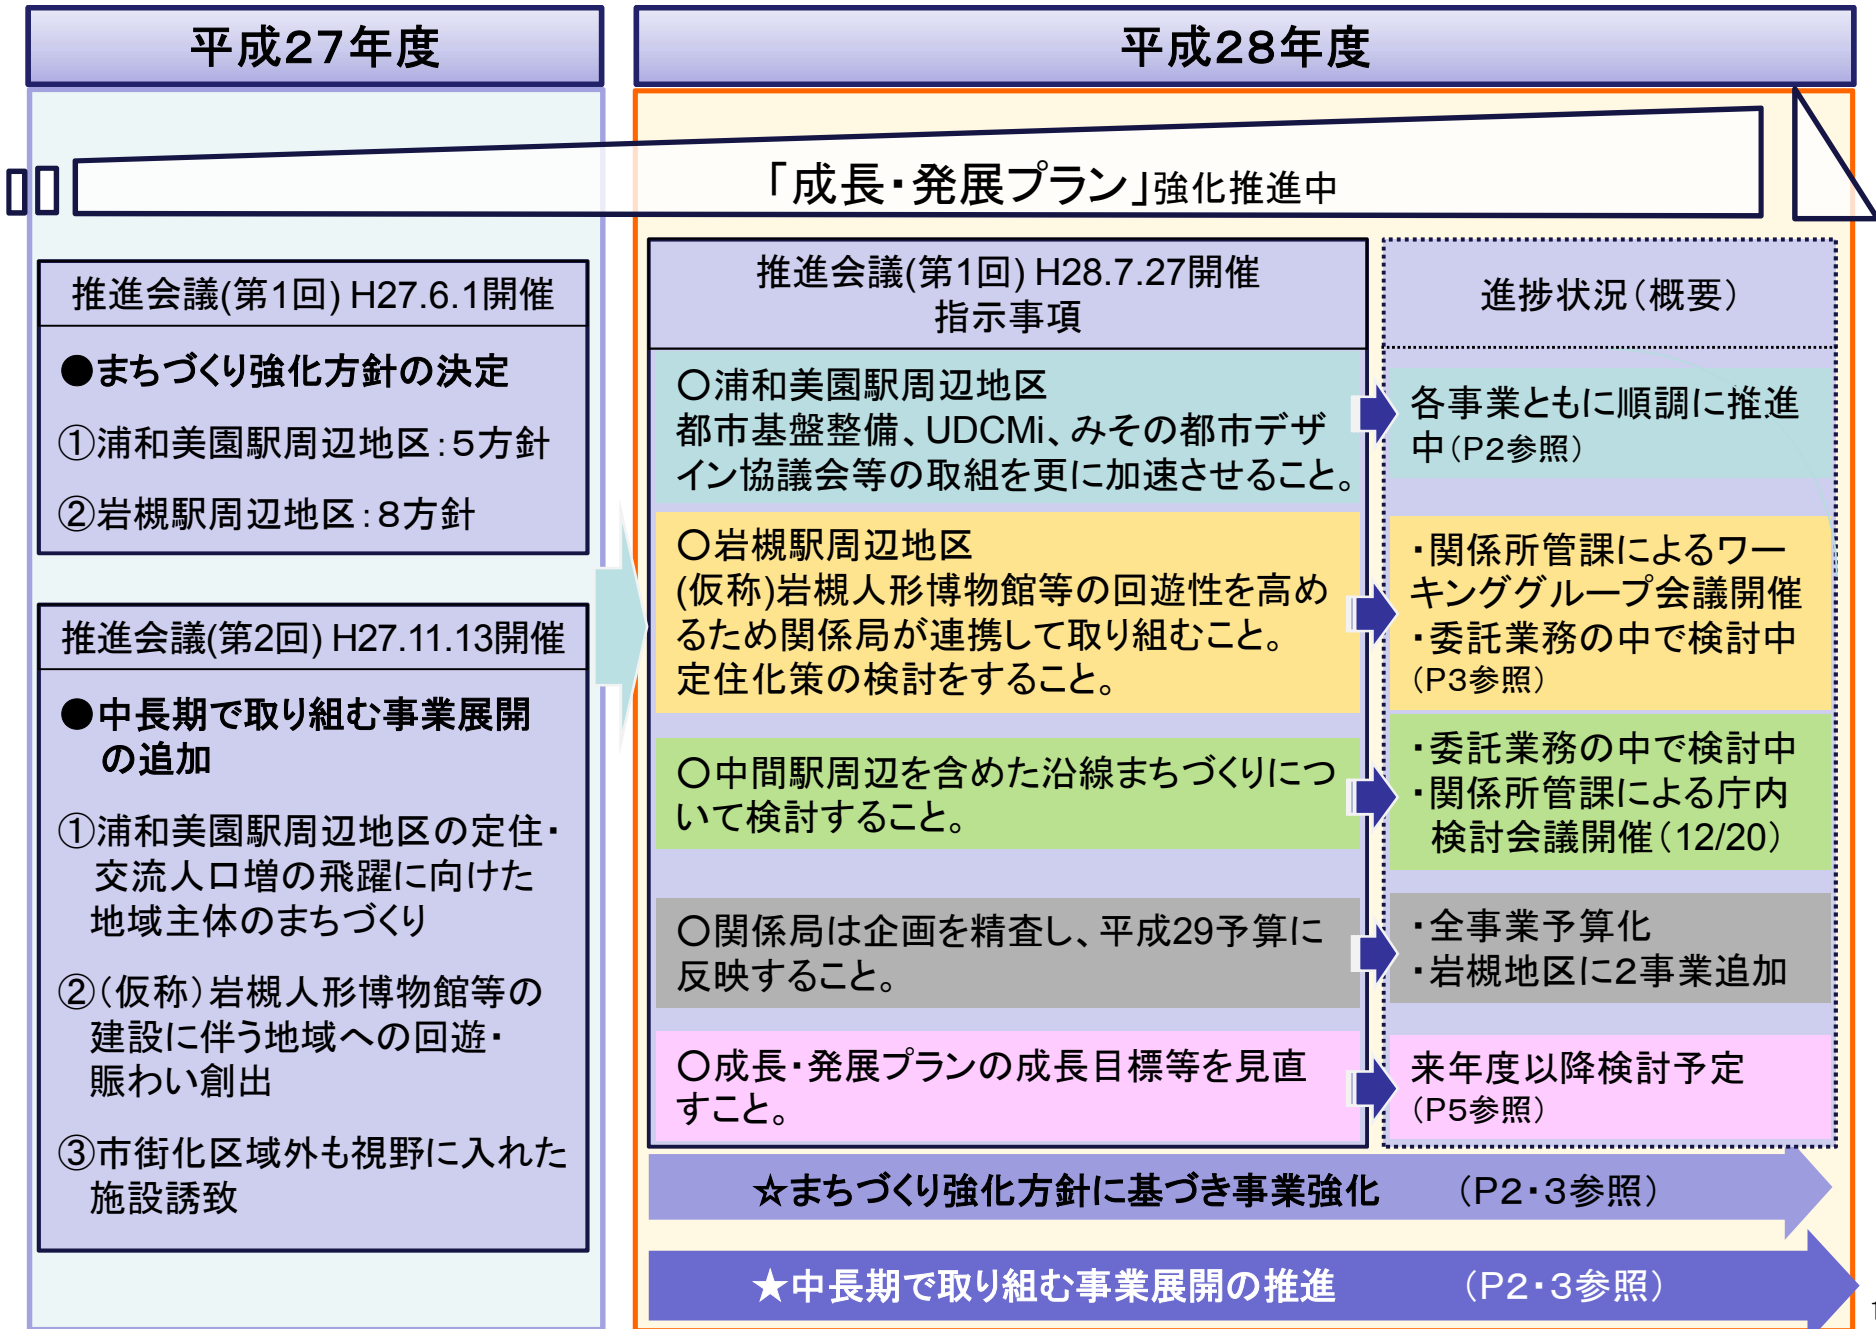 平成27年度
平成28年度
「成長・発展プラン」強化推進中
推進会議(第1回) H27.6.1開催
●まちづくり強化方針の決定
①浦和美園駅周辺地区:5方針
②岩槻駅周辺地区:8方針
推進会議(第2回) H27.11.13開催
●中長期で取り組む事業展開
の追加
①浦和美園駅周辺地区の定住・
交流人口増の飛躍に向けた
地域主体のまちづくり
②(仮称)岩槻人形博物館等の
建設に伴う地域への回遊・
賑わい創出
③市街化区域外も視野に入れた
施設誘致
推進会議(第1回) H28.7.27開催
指示事項
進捗状況(概要)
○浦和美園駅周辺地区
都市基盤整備、UDCMi、みその都市デザ
イン協議会等の取組を更に加速させること。
各事業ともに順調に推進
中(P2参照)
○岩槻駅周辺地区
(仮称)岩槻人形博物館等の回遊性を高め
るため関係局が連携して取り組むこと。
定住化策の検討をすること。
・関係所管課によるワー
キンググループ会議開催
・委託業務の中で検討中
(P3参照)
○中間駅周辺を含めた沿線まちづくりにつ
いて検討すること。
・委託業務の中で検討中
・関係所管課による庁内
検討会議開催(12/20)
○関係局は企画を精査し、平成29予算に
反映すること。
・全事業予算化
・岩槻地区に2事業追加
○成長・発展プランの成長目標等を見直
すこと。
来年度以降検討予定
(P5参照)
☆まちづくり強化方針に基づき事業強化 (P2・3参照)
★中長期で取り組む事業展開の推進 (P2・3参照)
1